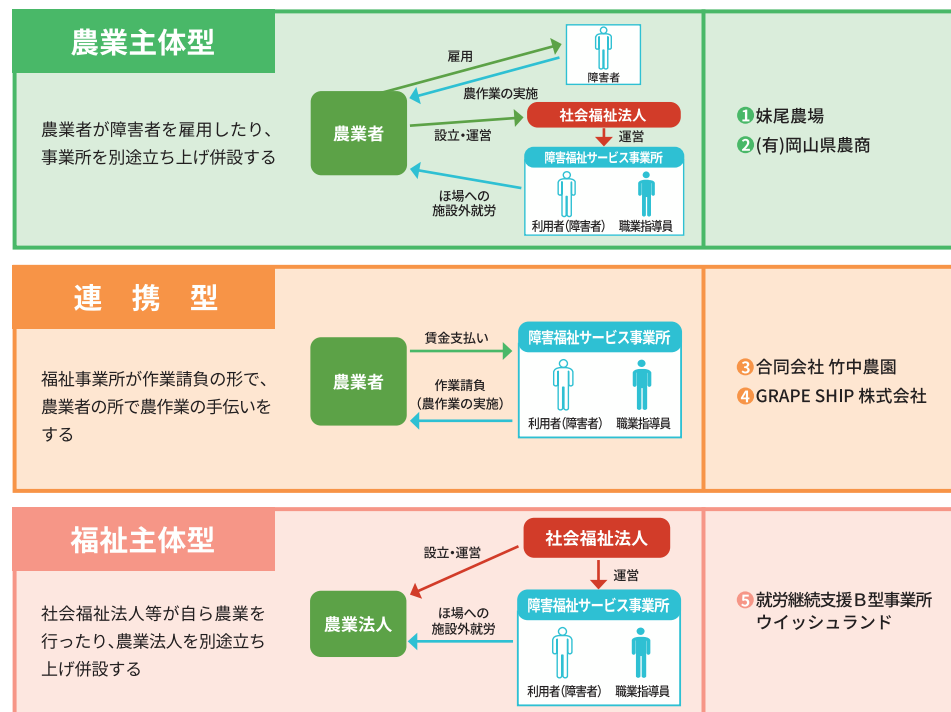 農業主体型
農業者が障害者を雇用したり、
事業所を別途立ち上げ併設する
農業者
雇用
農作業の実施
障害者
設立・運営
社会福祉法人
運営
障害福祉サービス事業所
利用者(障害者)
職業指導員
ほ場への
施設外就労
❶妹尾農場
❷(有)岡山県農商
連 携 型
福祉事業所が作業請負の形で、
農業者の所で農作業の手伝いを
する
農業者
賃金支払い
作業請負
(農作業の実施)
障害福祉サービス事業所
利用者(障害者)
職業指導員
❸合同会社 竹中農園
❹GRAPE SHIP 株式会社
福祉主体型
社会福祉法人等が自ら農業を
行ったり、農業法人を別途立ち
上げ併設する
社会福祉法人
設立・運営
運営
農業法人
ほ場への
施設外就労
障害福祉サービス事業所
利用者(障害者)
職業指導員
❺就労継続支援B型事業所
ウイッシュランド